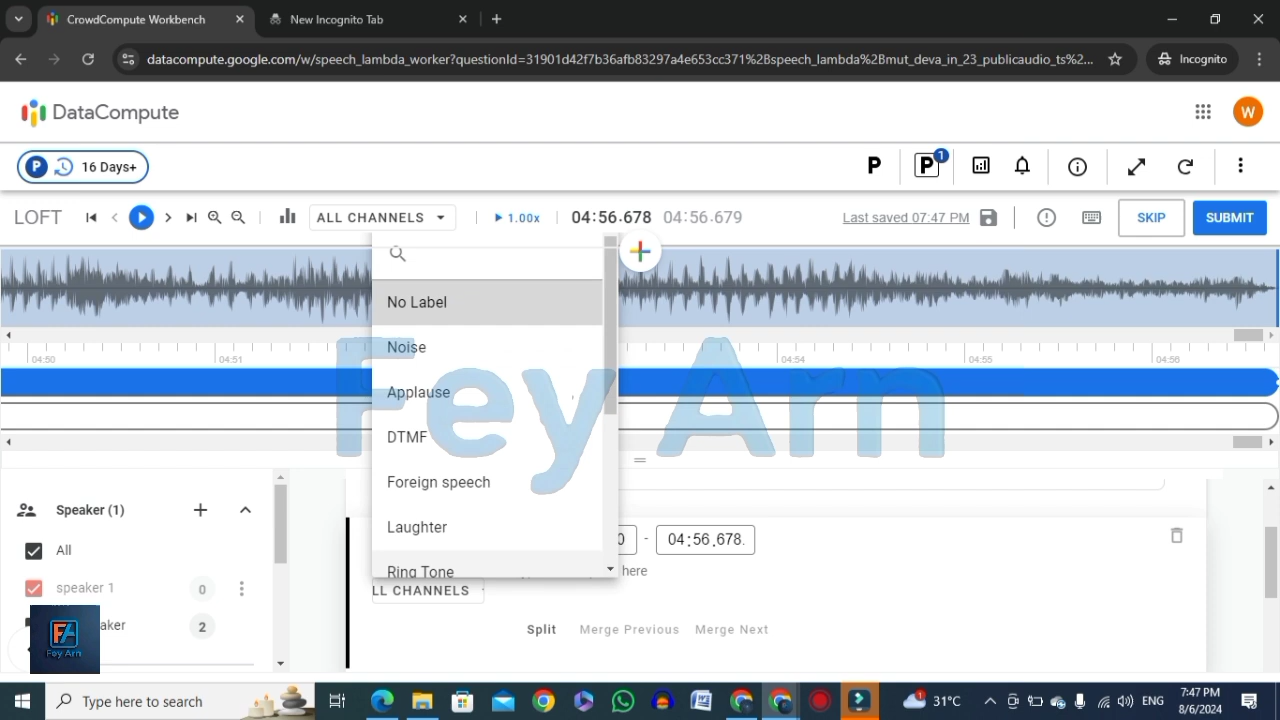 CrowdCompute Workbench
New Incognito Tab
datacompute.google.com/w/speech_lambda_worker?questionId=31901d42f7b36afb83297a4e653cc371%2Bspeech_lambda%2Bmut_deva_in_23_publicaudio_ts%2...
Incognito
DataCompute
W
P 16 Days+
P P 1
LOFT ALL CHANNELS 1.00x 04:56.678 04:56.679 Last saved 07:47 PM SKIP SUBMIT
No Label
Noise
04:50 04:51 04:54 04:55 04:56
Applause
Fey Arn
DTMF
Foreign speech
Laughter
Ring Tone
Speaker (1)
All
speaker 1 0
aker 2
0 - 04:56.678.
here
LL CHANNELS
Split Merge Previous Merge Next
FA
Fey Arn
Type here to search
1 31°C ENG 7:47 PM
8/6/2024